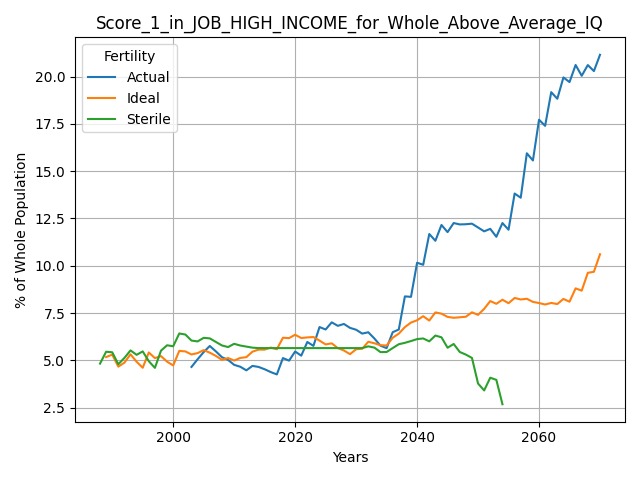 Score_1_in_JOB_HIGH_INCOME_for_Whole_Above_Average_IQ
Fertility
Actual
Ideal
Sterile
% of Whole Population
20.0
17.5
15.0
12.5
10.0
7.5
5.0
2.5
2000 2020 2040 2060
Years